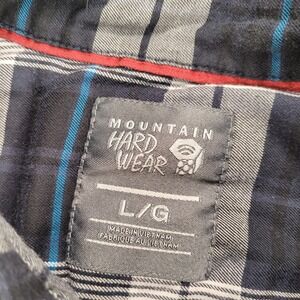 MOUNTAIN
HARD
WEAR
L/G
MADE IN VIETNAM
FABRIQUÉ AU VIETNAM